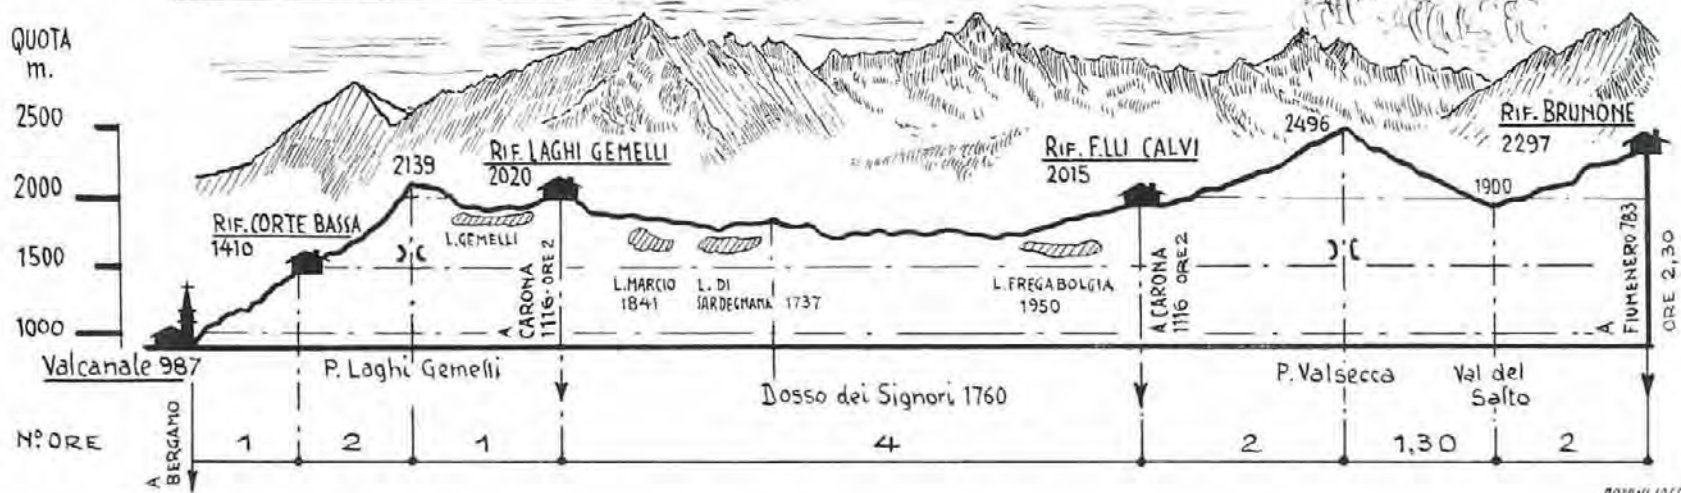 QUOTA
m.
2500
2000
1500
1000
RIF. CORTE BASSA
1410
2139
L. GEMELLI
RIF. LAGHI GEMELLI
2020
A CARONA
1116 - ORE 2
L. MARCIO
1841
L. DI
SARDEGNANA 1737
L. FREGABOLGIA
1950
RIF. F.LLI CALVI
2015
A CARONA
1116 ORE 2
2496
1900
RIF. BRUNONE
2297
A FIUMENERO 783
ORE 2,30
Valcanale 987
P. Laghi Gemelli
Dosso dei Signori 1760
P. Valsecca
Val del
Salto
N° ORE
A BERGAMO
1 2 1 4 2 1,30 2